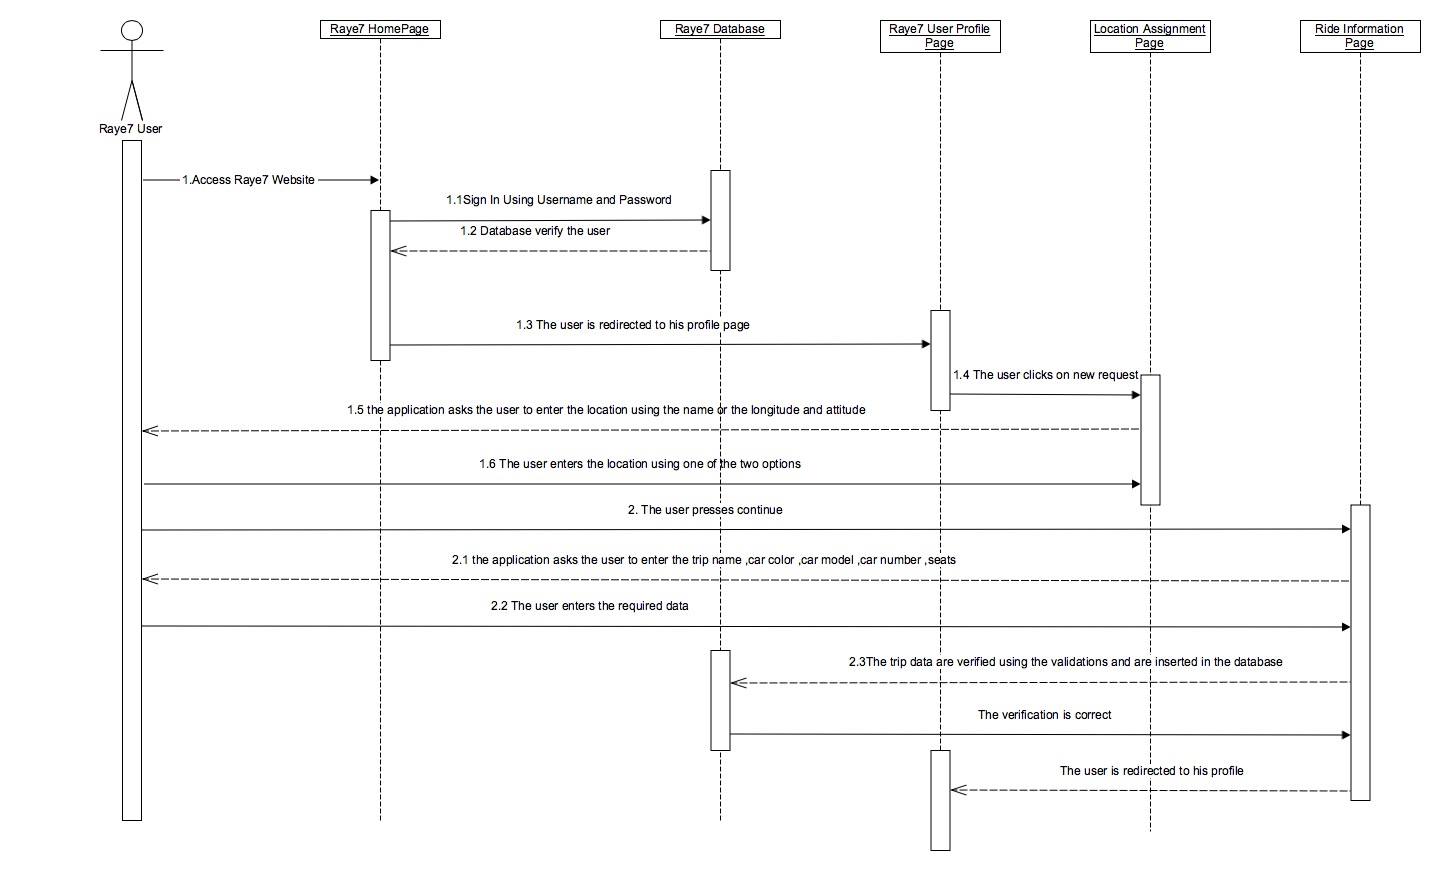 Raye7 HomePage
Raye7 Database
Raye7 User Profile
Page
Location Assignment
Page
Ride Information
Page
Raye7 User
1.Access Raye7 Website
1.1Sign In Using Username and Password
1.2 Database verify the user
1.3 The user is redirected to his profile page
1.4 The user clicks on new request
1.5 the application asks the user to enter the location using the name or the longitude and attitude
1.6 The user enters the location using one of the two options
2. The user presses continue
2.1 the application asks the user to enter the trip name ,car color ,car model ,car number ,seats
2.2 The user enters the required data
2.3The trip data are verified using the validations and are inserted in the database
The verification is correct
The user is redirected to his profile